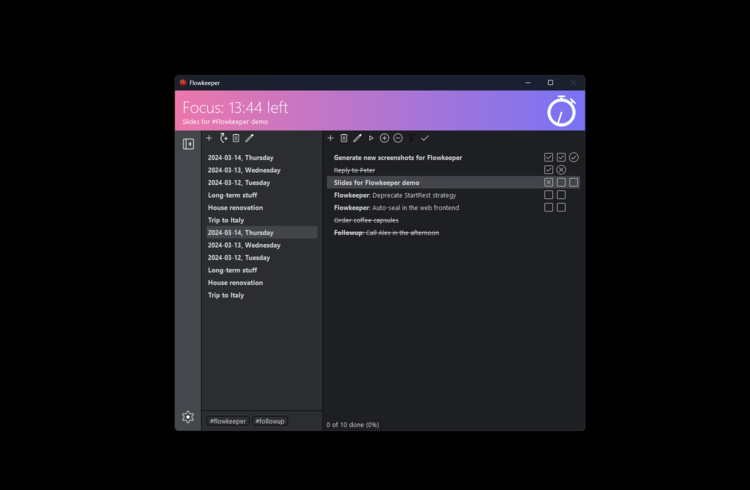 Flowkeeper
Focus: 13:44 left
Slides for #Flowkeeper demo
2024-03-14, Thursday
2024-03-13, Wednesday
2024-03-12, Tuesday
Long-term stuff
House renovation
Trip to Italy
2024-03-14, Thursday
2024-03-13, Wednesday
2024-03-12, Tuesday
Long-term stuff
House renovation
Trip to Italy
#flowkeeper #followup
Generate new screenshots for Flowkeeper
Reply to Peter
Slides for Flowkeeper demo
Flowkeeper: Deprecate StartRest strategy
Flowkeeper: Auto-seal in the web frontend
Order coffee capsules
Followup: Call Alex in the afternoon
0 of 10 done (0%)